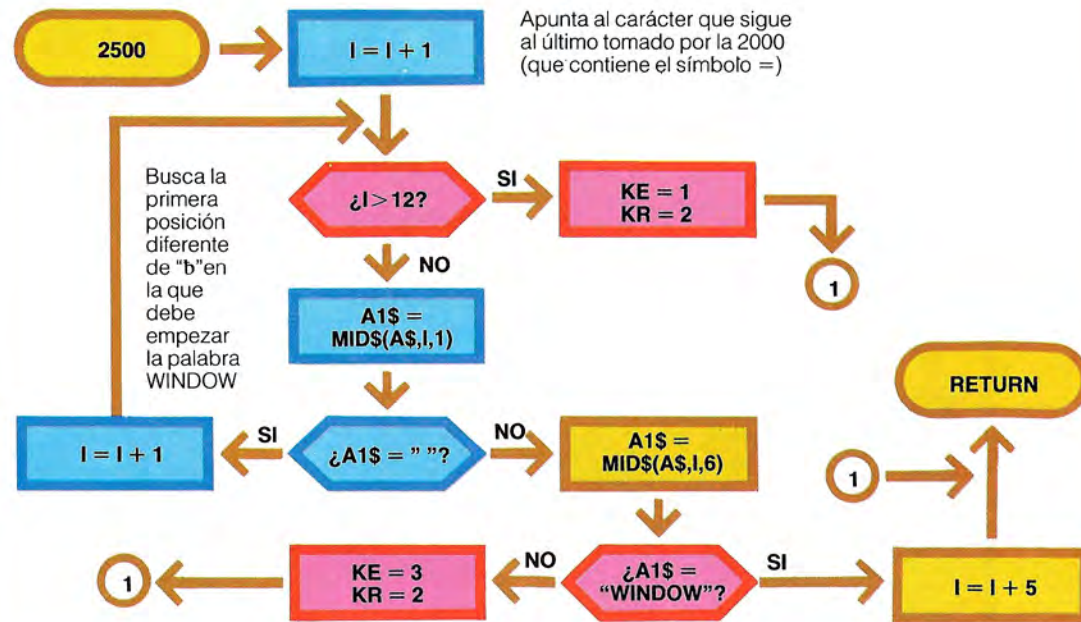 2500
I = I + 1
Apunta al carácter que sigue
al último tomado por la 2000
(que contiene el símbolo =)
Busca la
primera
posición
diferente
de “ƀ”en
la que
debe
empezar
la palabra
WINDOW
¿I > 12?
SI
KE = 1
KR = 2
1
NO
A1$ =
MID$(A$,I,1)
RETURN
I = I + 1
SI
¿A1$ = ” ”?
NO
A1$ =
MID$(A$,I,6)
1
1
KE = 3
KR = 2
NO
¿A1$ =
“WINDOW”?
SI
I = I + 5